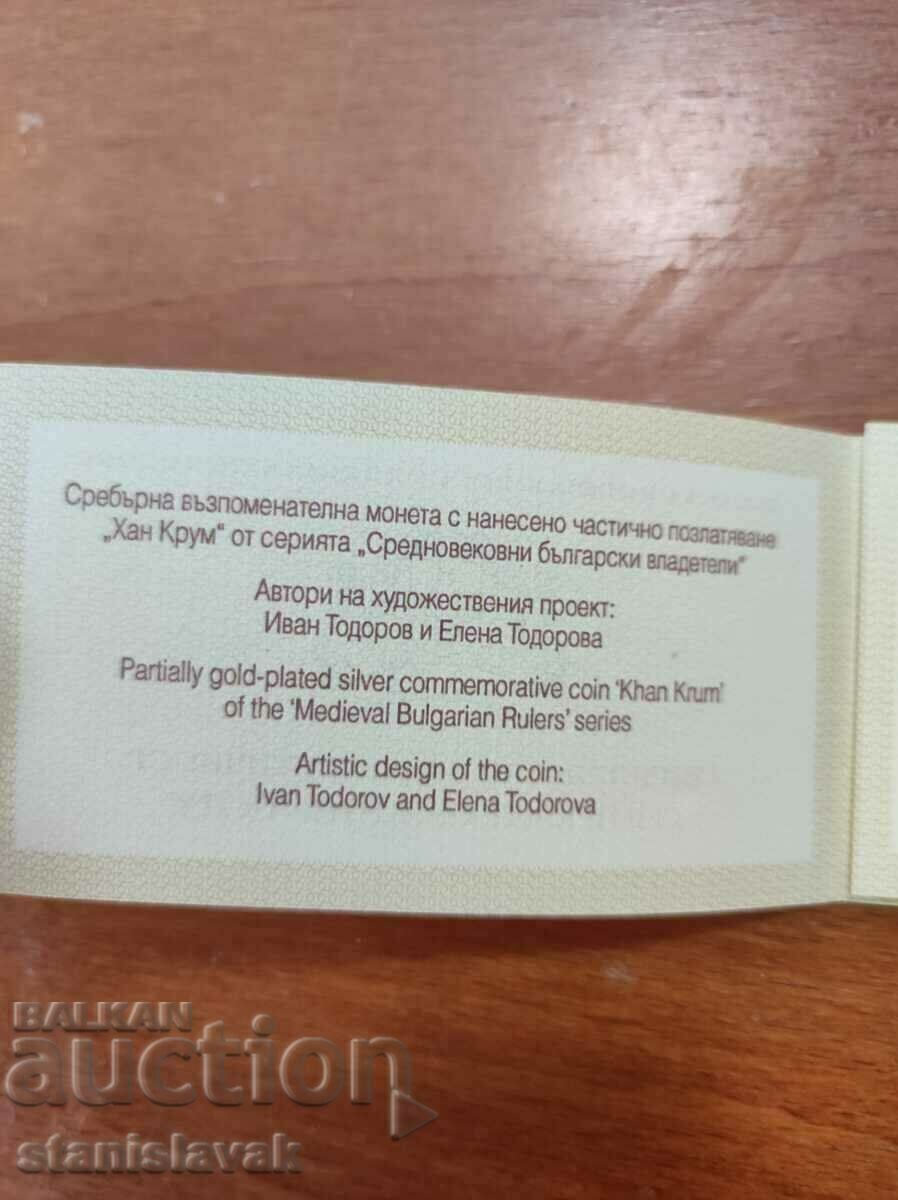 Сребърна възпоменателна монета с нанесено частично позлатяване
„Хан Крум“ от серията „Средновековни български владетели“
Автори на художествения проект:
Иван Тодоров и Елена Тодорова
Partially gold-plated silver commemorative coin ‘Khan Krum’
of the ‘Medieval Bulgarian Rulers’ series
Artistic design of the coin:
Ivan Todorov and Elena Todorova
BALKAN
auction
stanislavak